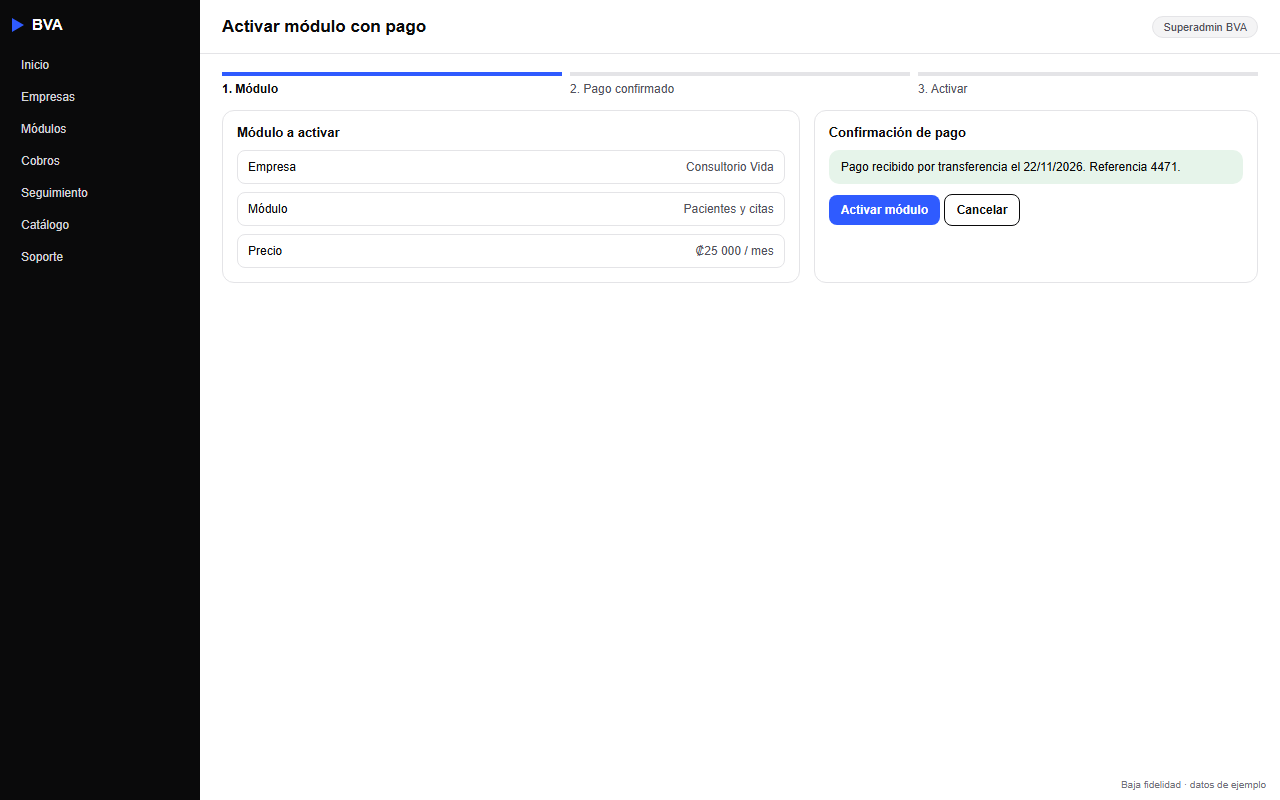 BVA
Inicio
Empresas
Módulos
Cobros
Seguimiento
Catálogo
Soporte
Activar módulo con pago
Superadmin BVA
1. Módulo
2. Pago confirmado
3. Activar
Módulo a activar
Empresa Consultorio Vida
Módulo Pacientes y citas
Precio ₡25 000 / mes
Confirmación de pago
Pago recibido por transferencia el 22/11/2026. Referencia 4471.
Activar módulo Cancelar
Baja fidelidad · datos de ejemplo